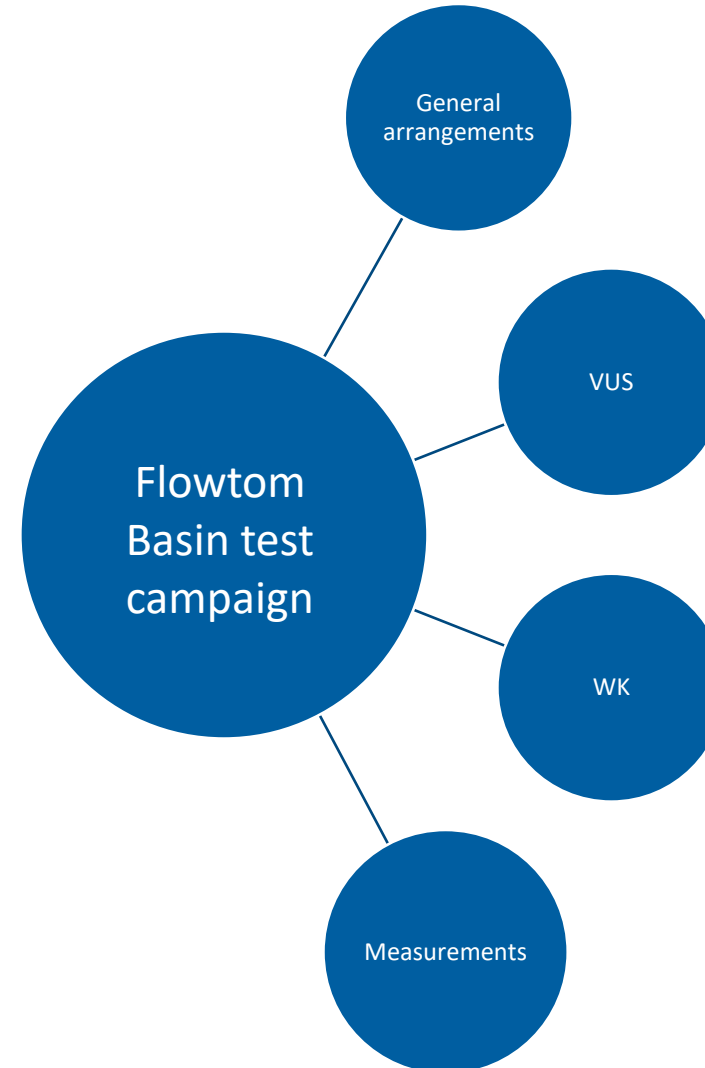 General
arrangements
VUS
Flowtom
Basin test
campaign
WK
Measurements